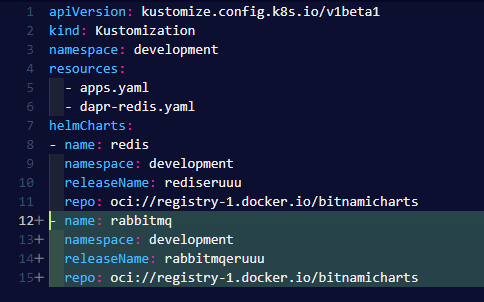 1 apiVersion: kustomize.config.k8s.io/v1beta1
2 kind: Kustomization
3 namespace: development
4 resources:
5 - apps.yaml
6 - dapr-redis.yaml
7 helmCharts:
8 - name: redis
9 namespace: development
10 releaseName: rediseruuu
11 repo: oci://registry-1.docker.io/bitnamicharts
12+ - name: rabbitmq
13+ namespace: development
14+ releaseName: rabbitmqeruuu
15+ repo: oci://registry-1.docker.io/bitnamicharts